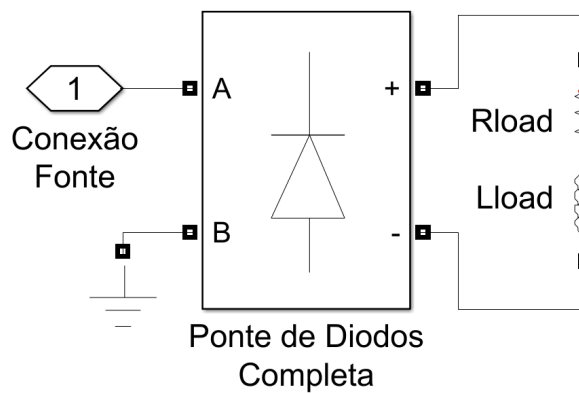 1
Conexão
Fonte
A
B
+
-
Rload
Lload
Ponte de Diodos
Completa